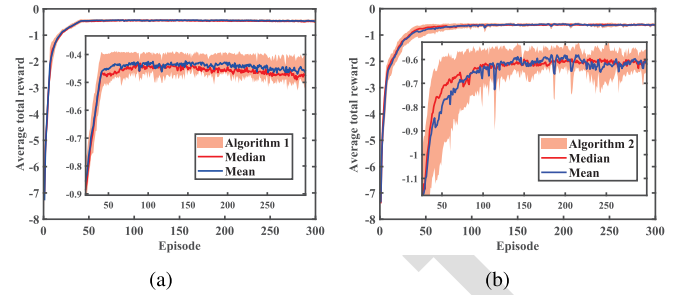 Average total reward
0
-1
-2
-3
-4
-5
-6
-7
-8
-0.4
-0.5
-0.6
-0.7
-0.8
-0.9
50 100 150 200 250
Algorithm 1
Median
Mean
0 50 100 150 200 250 300
Episode
(a)
Average total reward
0
-1
-2
-3
-4
-5
-6
-7
-8
-0.6
-0.7
-0.8
-0.9
-1
-1.1
50 100 150 200 250
Algorithm 2
Median
Mean
0 50 100 150 200 250 300
Episode
(b)